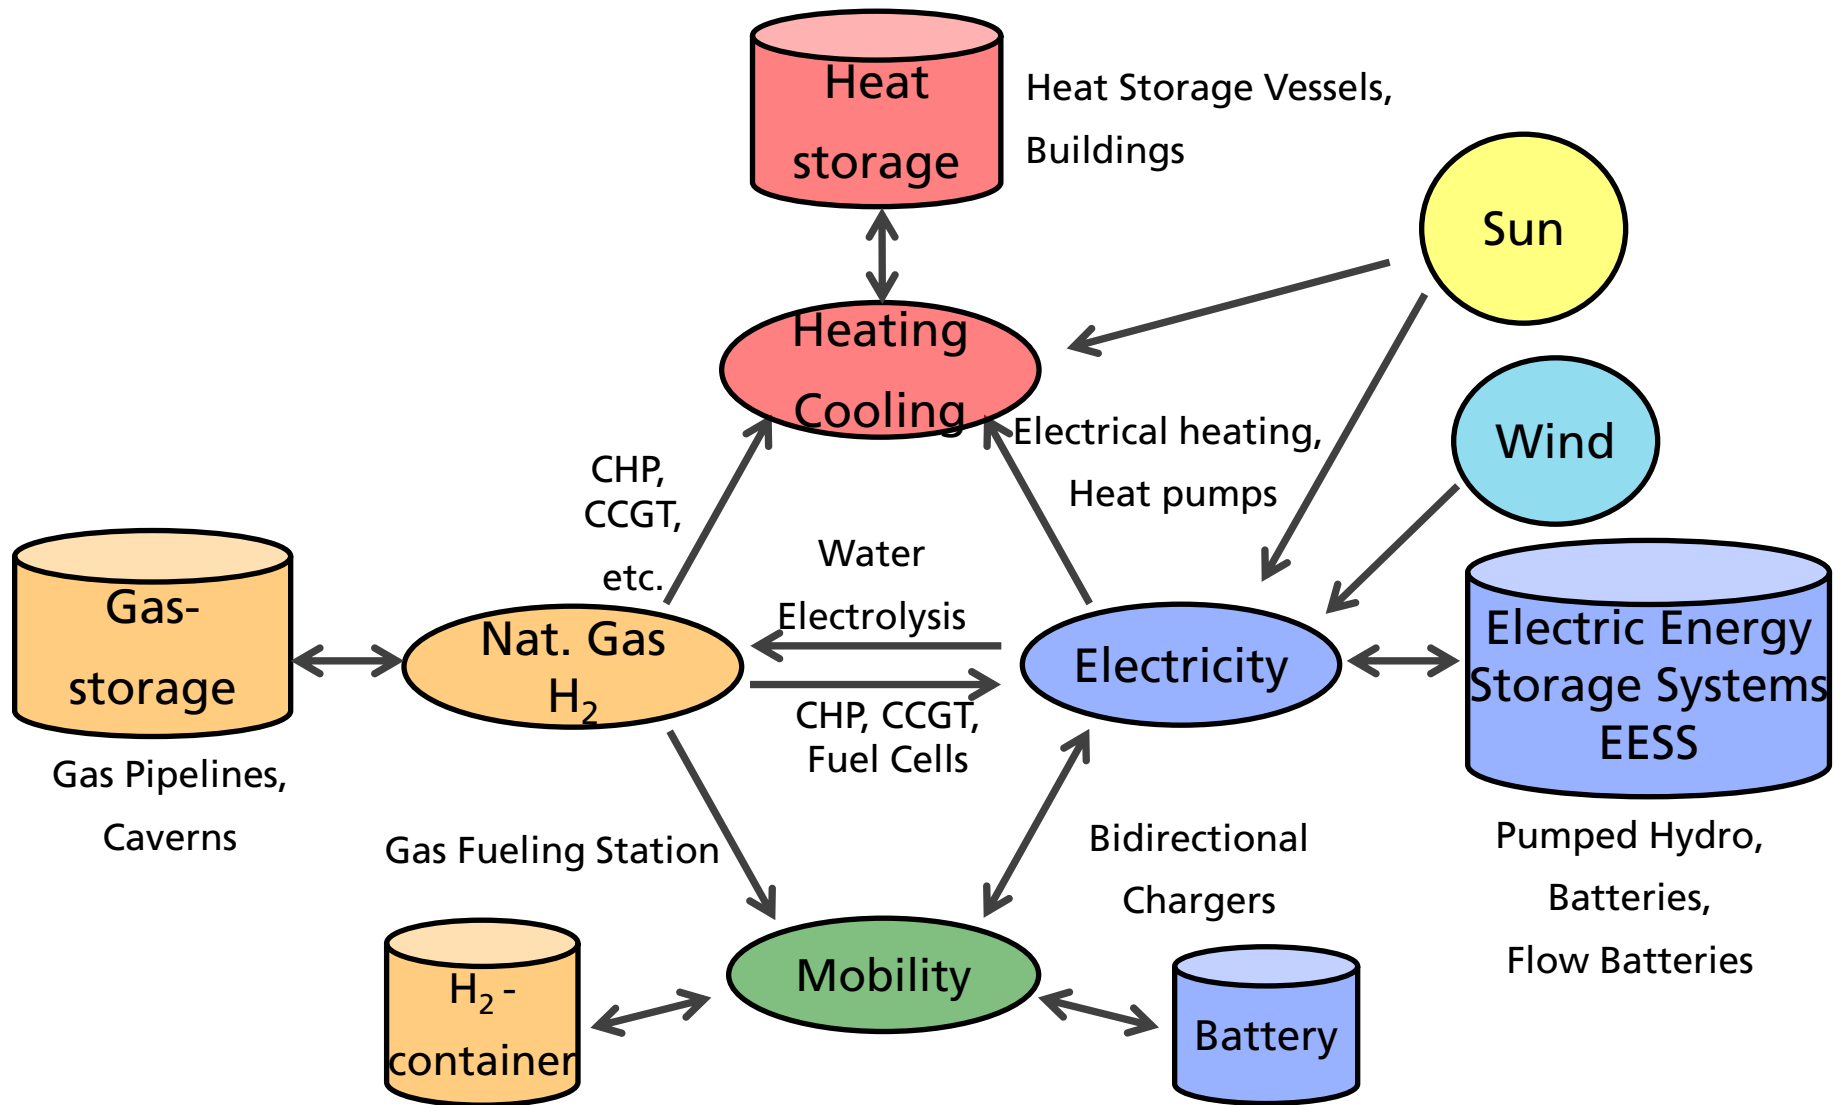 Heat
storage
Heat Storage Vessels,
Buildings
Sun
Heating
Cooling
Electrical heating,
Heat pumps
Wind
CHP,
CCGT,
etc.
Water
Electrolysis
Gas-
storage
Nat. Gas
H₂
Electricity
Electric Energy
Storage Systems
EESS
CHP, CCGT,
Fuel Cells
Gas Pipelines,
Caverns
Gas Fueling Station
Bidirectional
Chargers
Pumped Hydro,
Batteries,
Flow Batteries
H₂ -
container
Mobility
Battery